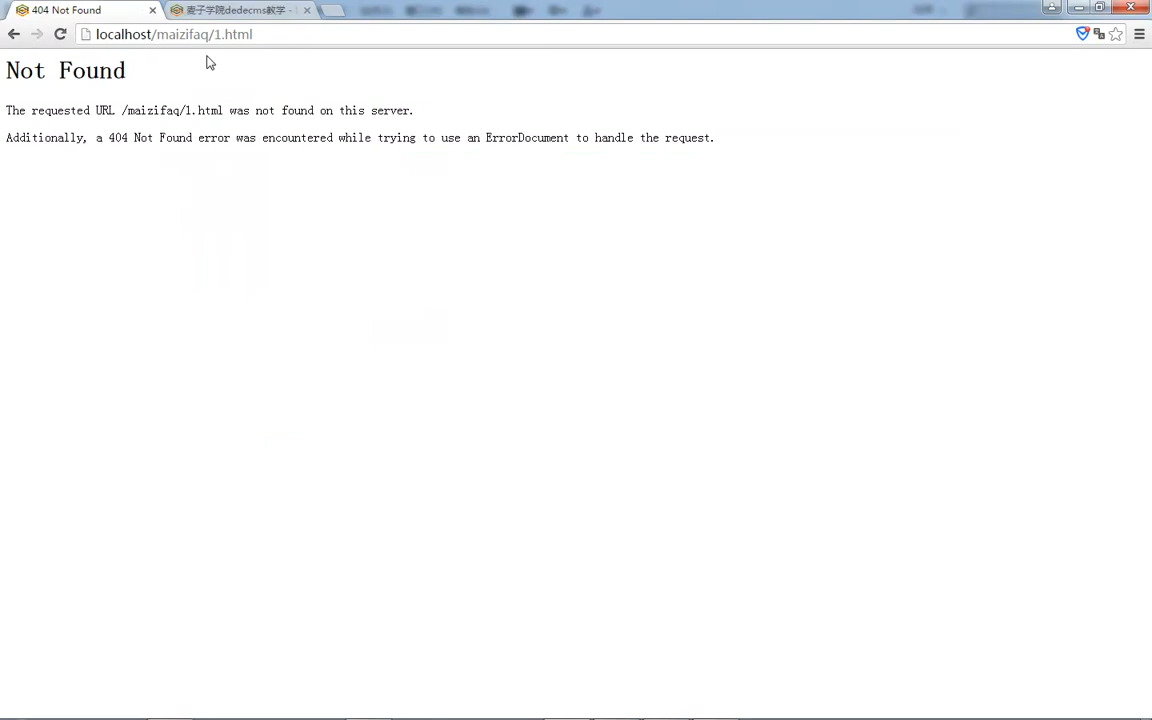 404 Not Found
麦子学院dedecms教学 -
localhost/maizifaq/1.html
Not Found
The requested URL /maizifaq/1.html was not found on this server.
Additionally, a 404 Not Found error was encountered while trying to use an ErrorDocument to handle the request.